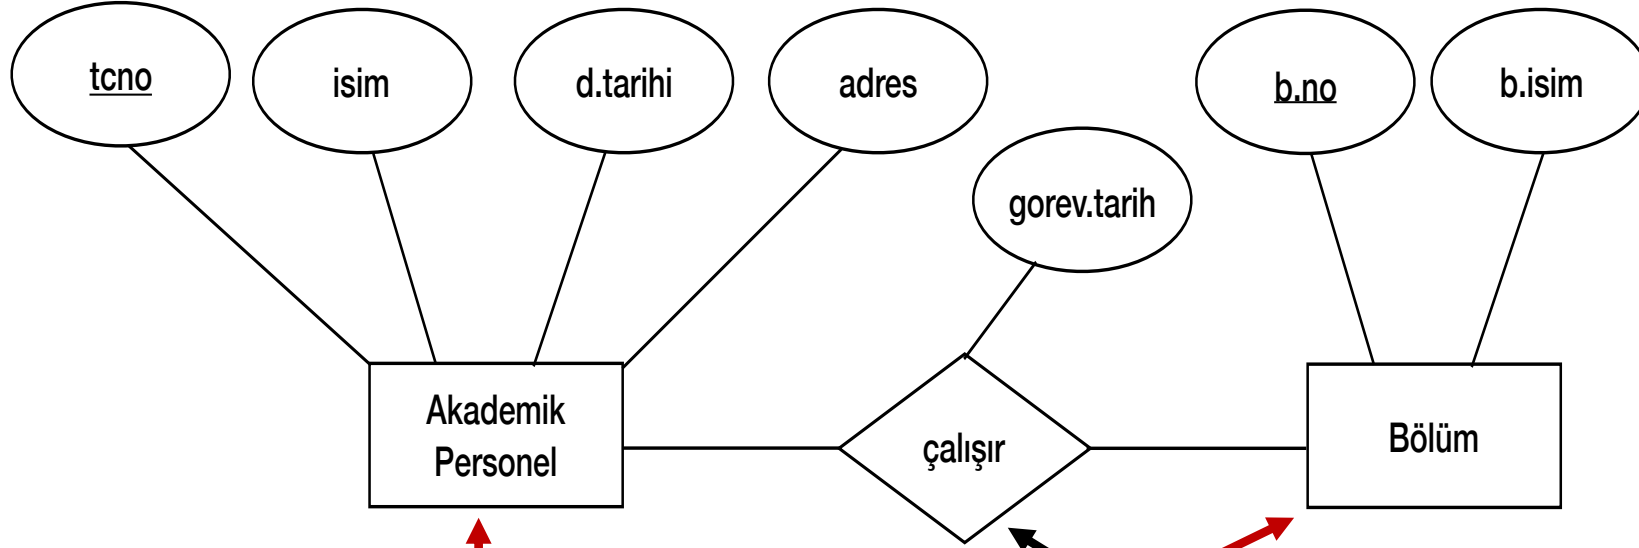 tcno
isim
d.tarihi
adres
b.no
b.isim
gorev.tarih
Akademik
Personel
çalışır
Bölüm